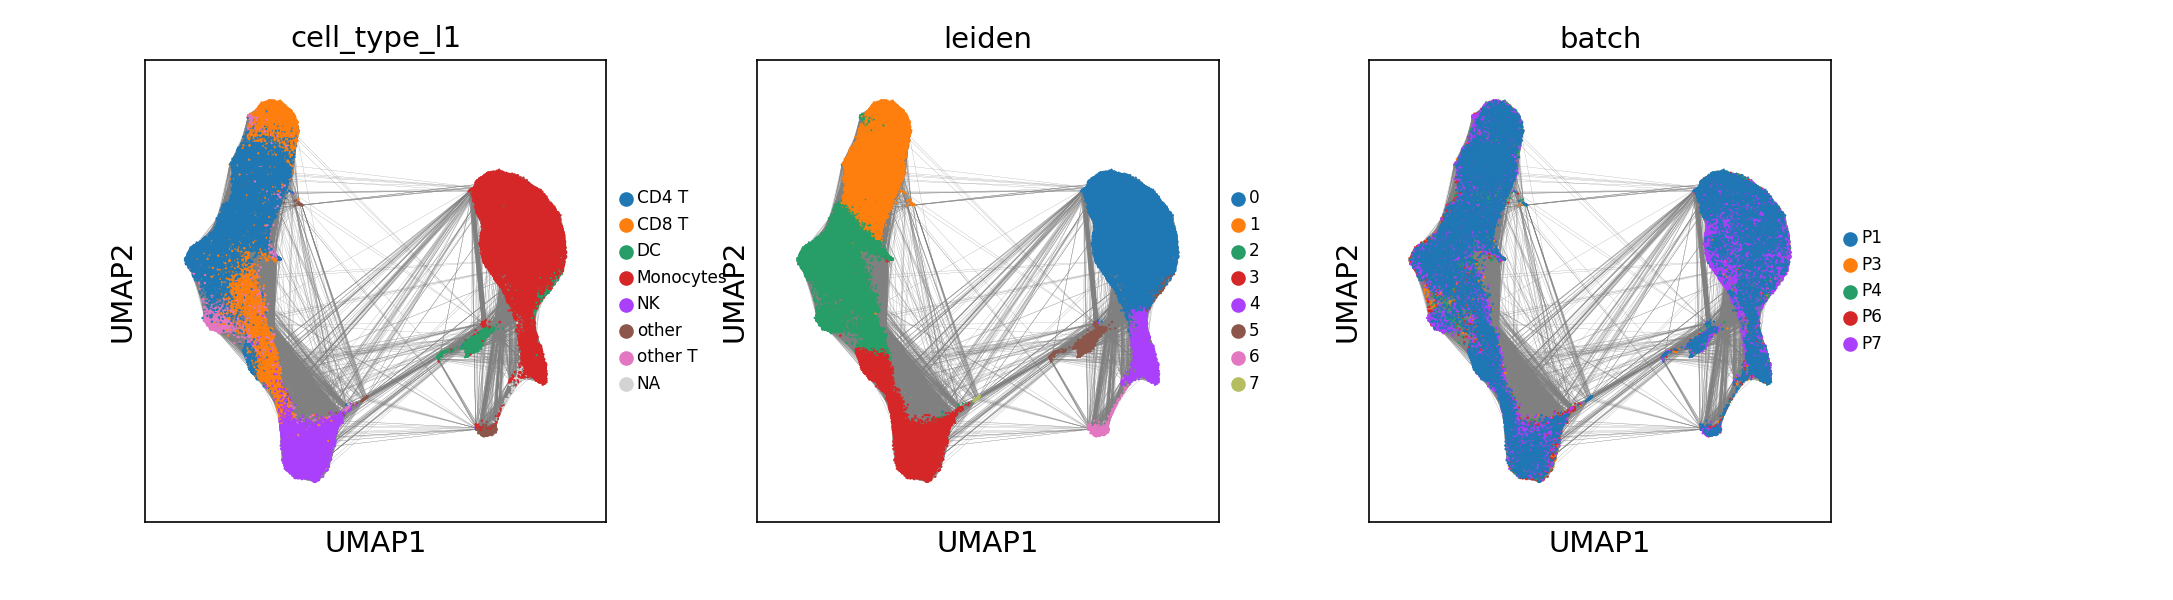 cell_type_l1
UMAP2
UMAP1
CD4 T
CD8 T
DC
Monocytes
NK
other
other T
NA
leiden
UMAP2
UMAP1
0
1
2
3
4
5
6
7
batch
UMAP2
UMAP1
P1
P3
P4
P6
P7